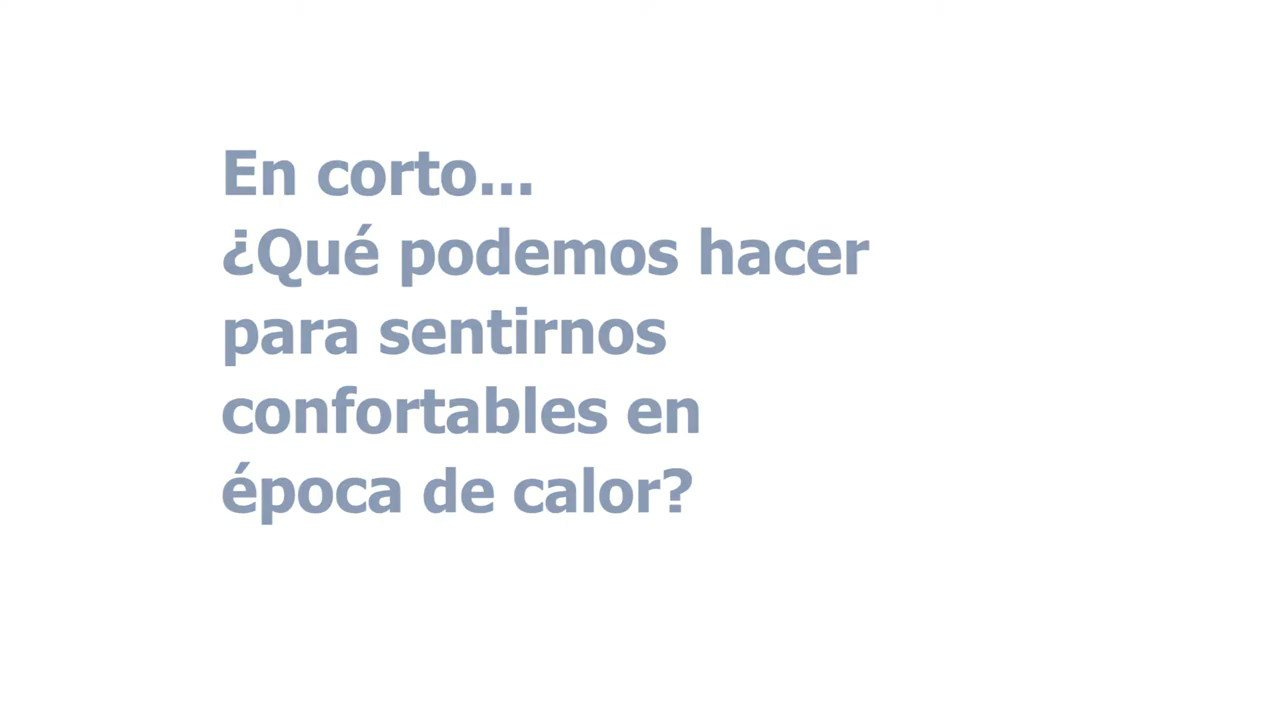 En corto...
¿Qué podemos hacer
para sentirnos
confortables en
época de calor?